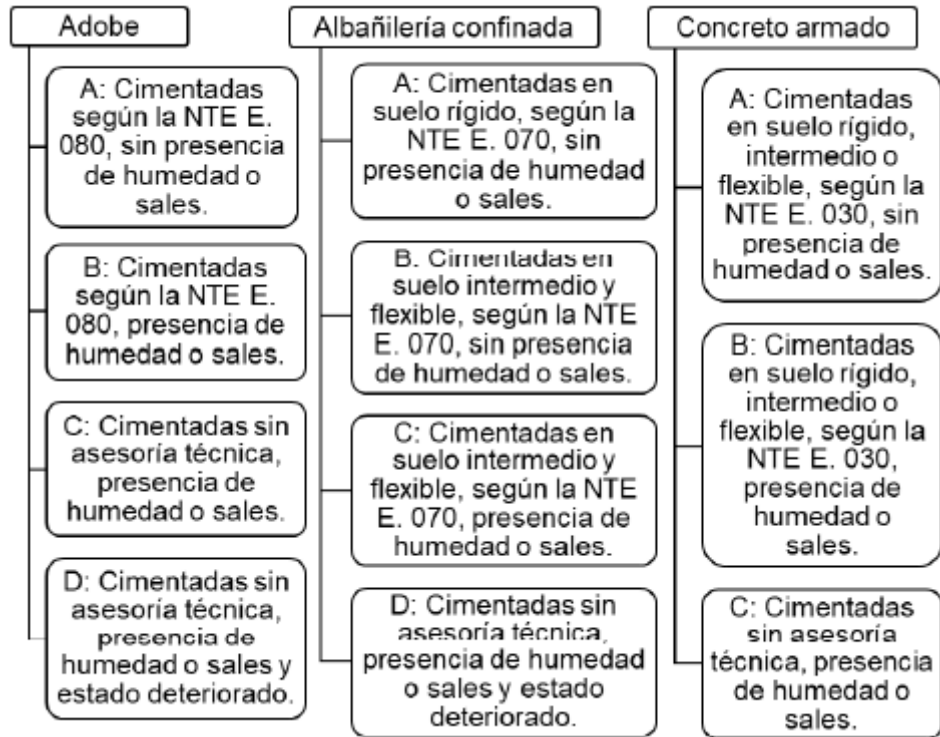 Adobe
A: Cimentadas
según la NTE E.
080, sin presencia
de humedad o
sales.
B: Cimentadas
según la NTE E.
080, presencia de
humedad o sales.
C: Cimentadas sin
asesoría técnica,
presencia de
humedad o sales.
D: Cimentadas sin
asesoría técnica,
presencia de
humedad o sales y
estado deteriorado.
Albañilería confinada
A: Cimentadas en
suelo rígido, según la
NTE E. 070, sin
presencia de humedad
o sales.
B. Cimentadas en
suelo intermedio y
flexible, según la NTE
E. 070, sin presencia
de humedad o sales.
C: Cimentadas en
suelo intermedio y
flexible, según la NTE
E. 070, presencia de
humedad o sales.
D: Cimentadas sin
asesoría técnica,
presencia de humedad
o sales y estado
deteriorado.
Concreto armado
A: Cimentadas
en suelo rígido,
intermedio o
flexible, según la
NTE E. 030, sin
presencia de
humedad o sales.
B: Cimentadas
en suelo rígido,
intermedio o
flexible, según la
NTE E. 030,
presencia de
humedad o
sales.
C: Cimentadas
sin asesoría
técnica, presencia
de humedad o
sales.